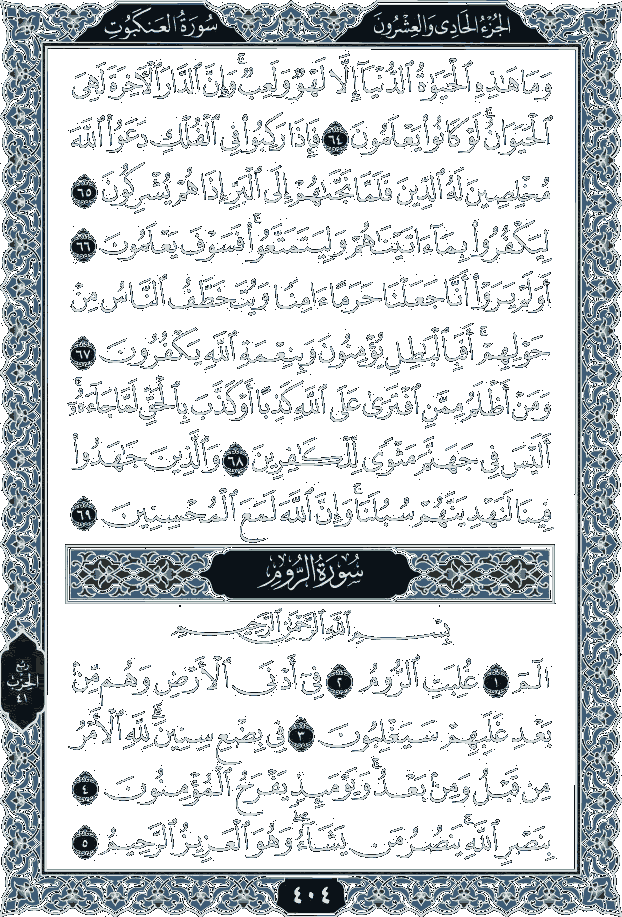 الجزء الحادي والعشرون
سورة العنكبوت
وَمَا هَٰذِهِ ٱلْحَيَوٰةُ ٱلدُّنْيَآ إِلَّا لَهْوٌ وَلَعِبٌ ۚ وَإِنَّ ٱلدَّارَ ٱلْءَاخِرَةَ لَهِىَ
ٱلْحَيَوَانُ ۚ لَوْ كَانُوا۟ يَعْلَمُونَ ٦٤ فَإِذَا رَكِبُوا۟ فِى ٱلْفُلْكِ دَعَوُا۟ ٱللَّهَ
مُخْلِصِينَ لَهُ ٱلدِّينَ فَلَمَّا نَجَّىٰهُمْ إِلَى ٱلْبَرِّ إِذَا هُمْ يُشْرِكُونَ ٦٥
لِيَكْفُرُوا۟ بِمَآ ءَاتَيْنَٰهُمْ وَلِيَتَمَتَّعُوا۟ ۖ فَسَوْفَ يَعْلَمُونَ ٦٦
أَوَلَمْ يَرَوْا۟ أَنَّا جَعَلْنَا حَرَمًا ءَامِنًا وَيُتَخَطَّفُ ٱلنَّاسُ مِنْ
حَوْلِهِمْ ۚ أَفَبِٱلْبَٰطِلِ يُؤْمِنُونَ وَبِنِعْمَةِ ٱللَّهِ يَكْفُرُونَ ٦٧
وَمَنْ أَظْلَمُ مِمَّنِ ٱفْتَرَىٰ عَلَى ٱللَّهِ كَذِبًا أَوْ كَذَّبَ بِٱلْحَقِّ لَمَّا جَآءَهُۥٓ ۚ
أَلَيْسَ فِى جَهَنَّمَ مَثْوًى لِّلْكَٰفِرِينَ ٦٨ وَٱلَّذِينَ جَٰهَدُوا۟
فِينَا لَنَهْدِيَنَّهُمْ سُبُلَنَا ۚ وَإِنَّ ٱللَّهَ لَمَعَ ٱلْمُحْسِنِينَ ٦٩
سُورَةُ الرُّومِ
بِسْمِ ٱللَّهِ ٱلرَّحْمَٰنِ ٱلرَّحِيمِ
الٓمٓ ١ غُلِبَتِ ٱلرُّومُ ٢ فِىٓ أَدْنَى ٱلْأَرْضِ وَهُم مِّنۢ
بَعْدِ غَلَبِهِمْ سَيَغْلِبُونَ ٣ فِى بِضْعِ سِنِينَ ۗ لِلَّهِ ٱلْأَمْرُ
مِن قَبْلُ وَمِنۢ بَعْدُ ۚ وَيَوْمَئِذٍ يَفْرَحُ ٱلْمُؤْمِنُونَ ٤
بِنَصْرِ ٱللَّهِ ۚ يَنصُرُ مَن يَشَآءُ ۖ وَهُوَ ٱلْعَزِيزُ ٱلرَّحِيمُ ٥
ربع
الحزب
٤١
٤٠٤